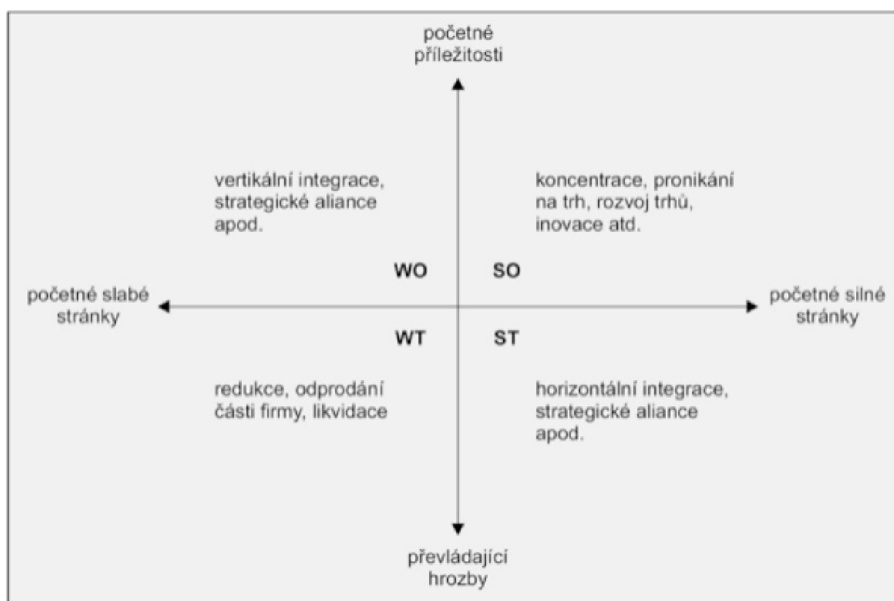 početné
příležitosti
vertikální integrace,
strategické aliance
apod.
koncentrace, pronikání
na trh, rozvoj trhů,
inovace atd.
WO
SO
početné slabé
stránky
početné silné
stránky
WT
ST
redukce, odprodání
části firmy, likvidace
horizontální integrace,
strategické aliance
apod.
převládající
hrozby